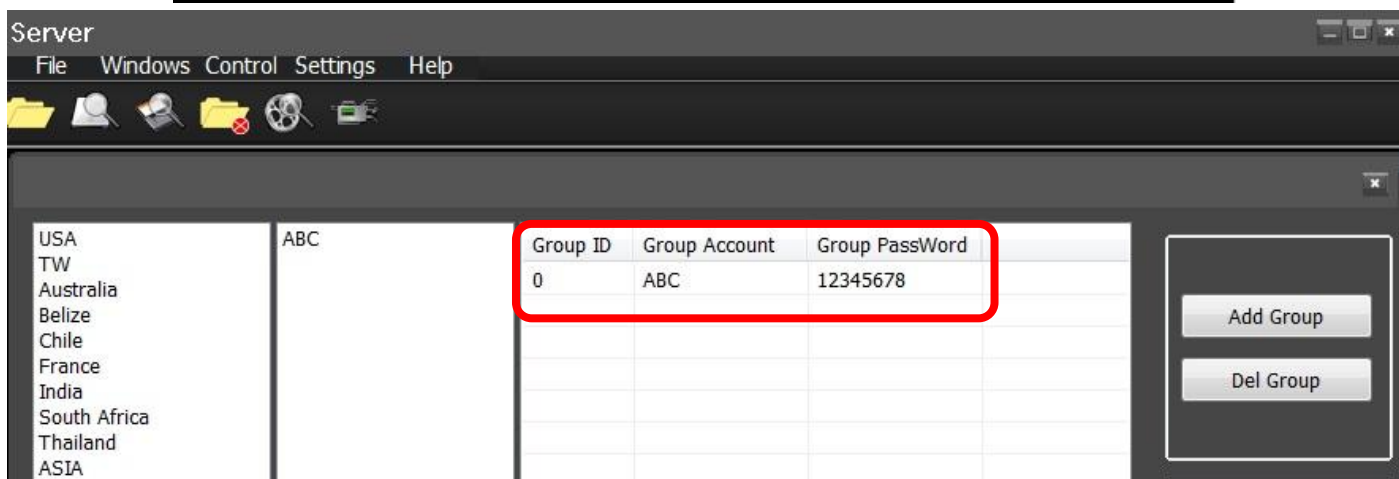 Server
File Windows Control Settings Help
USA
TW
Australia
Belize
Chile
France
India
South Africa
Thailand
ASIA
ABC
Group ID Group Account Group PassWord
0 ABC 12345678
Add Group
Del Group